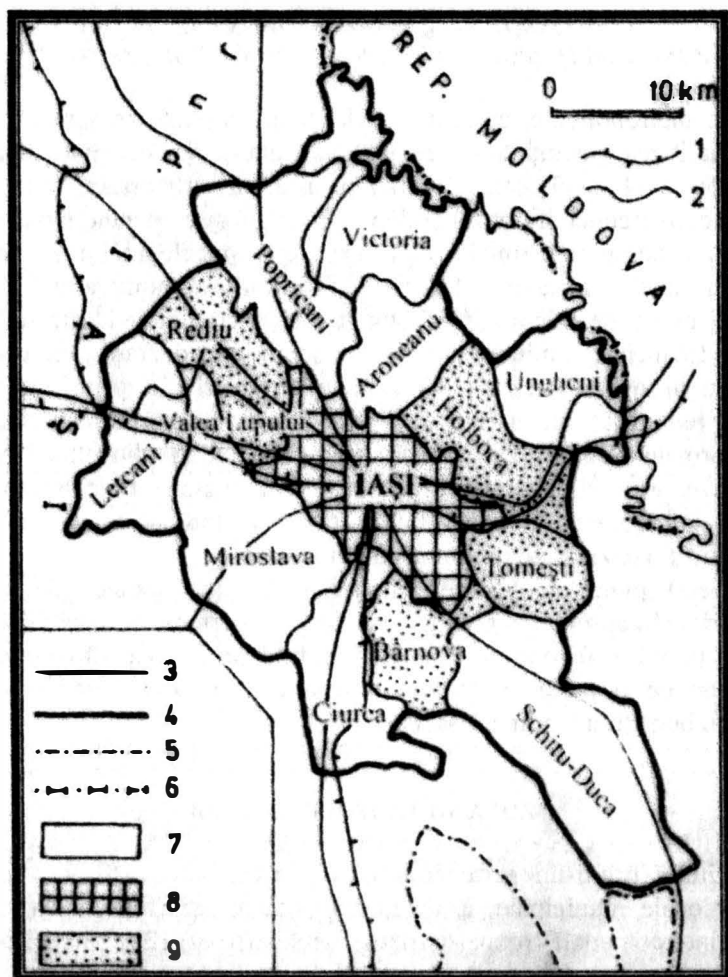 REP. MOLDOVA
0 10 km
1
2
Victoria
Popricani
Rediu
Aroneanu
Ungheni
Valea Lupului
Holboca
Lețcani
IAȘI
Miroslava
Tomești
Bârnova
Ciurea
Schitu-Duca
3
4
5
6
7
8
9